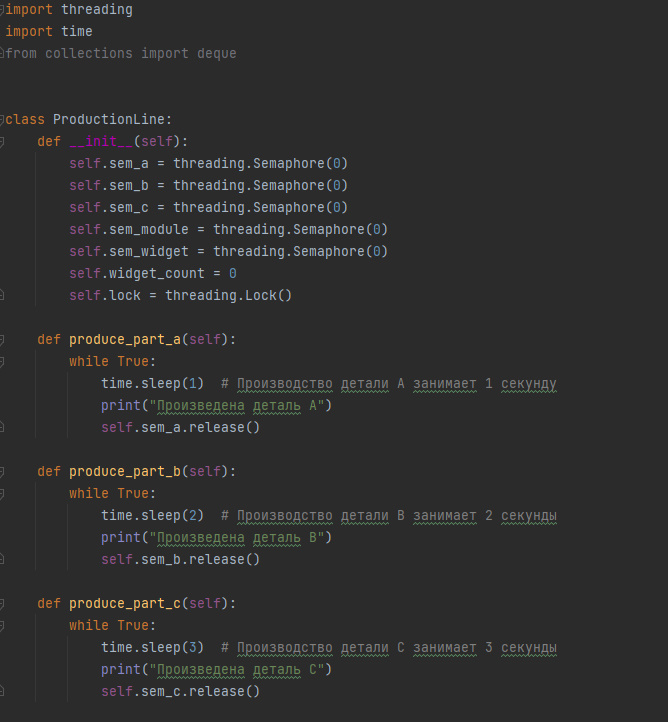 import threading
import time
from collections import deque
class ProductionLine:
    def __init__(self):
        self.sem_a = threading.Semaphore(0)
        self.sem_b = threading.Semaphore(0)
        self.sem_c = threading.Semaphore(0)
        self.sem_module = threading.Semaphore(0)
        self.sem_widget = threading.Semaphore(0)
        self.widget_count = 0
        self.lock = threading.Lock()
    def produce_part_a(self):
        while True:
            time.sleep(1)  # Производство детали A занимает 1 секунду
            print("Произведена деталь A")
            self.sem_a.release()
    def produce_part_b(self):
        while True:
            time.sleep(2)  # Производство детали B занимает 2 секунды
            print("Произведена деталь B")
            self.sem_b.release()
    def produce_part_c(self):
        while True:
            time.sleep(3)  # Производство детали C занимает 3 секунды
            print("Произведена деталь C")
            self.sem_c.release()